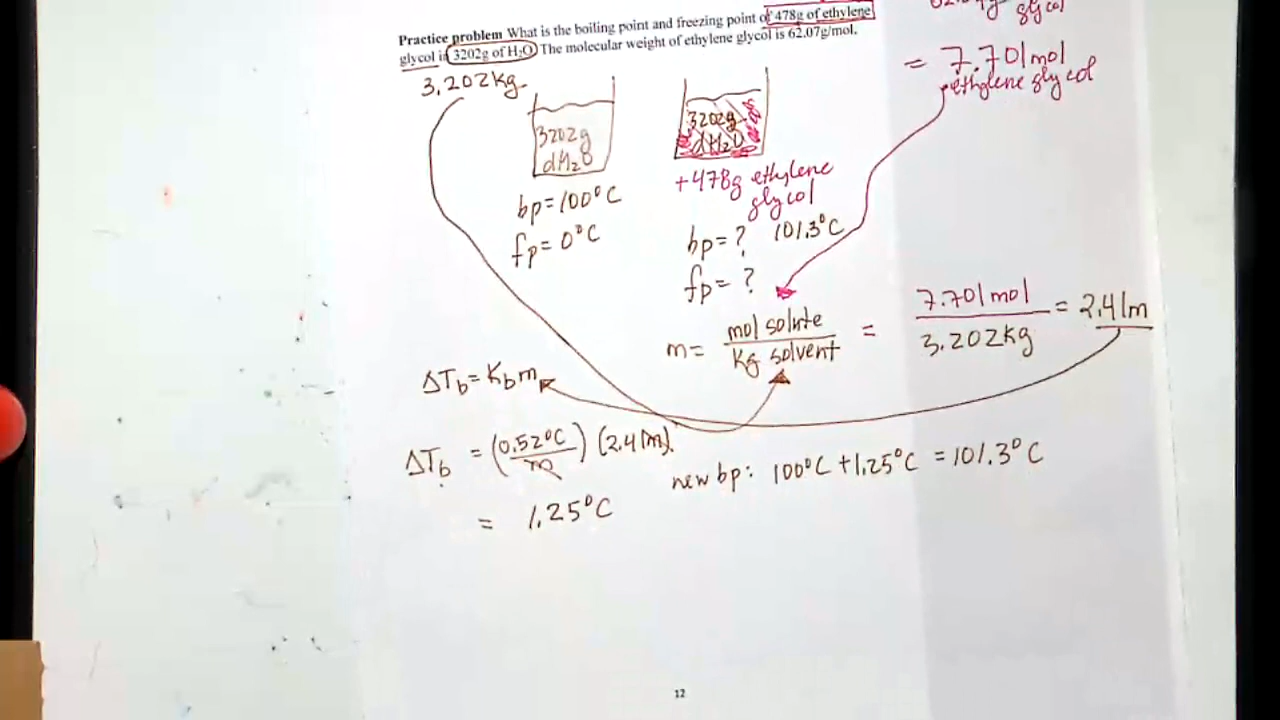 Practice problem What is the boiling point and freezing point of 478g of ethylene
glycol in 3202g of H₂O The molecular weight of ethylene glycol is 62.07g/mol.
glycol
= 7.701 mol
ethylene glycol
3.202kg
3202g
dH₂O
bp=100°C
fp=0°C
3202g
dH₂O
+478g ethylene
glycol
bp=? 101.3°C
fp=?
m= mol solute / kg solvent = 7.701 mol / 3.202kg = 2.41m
ΔTb=Kbm
ΔTb = (0.52°C / m) (2.41m).
= 1.25°C
new bp: 100°C+1.25°C =101.3°C
12